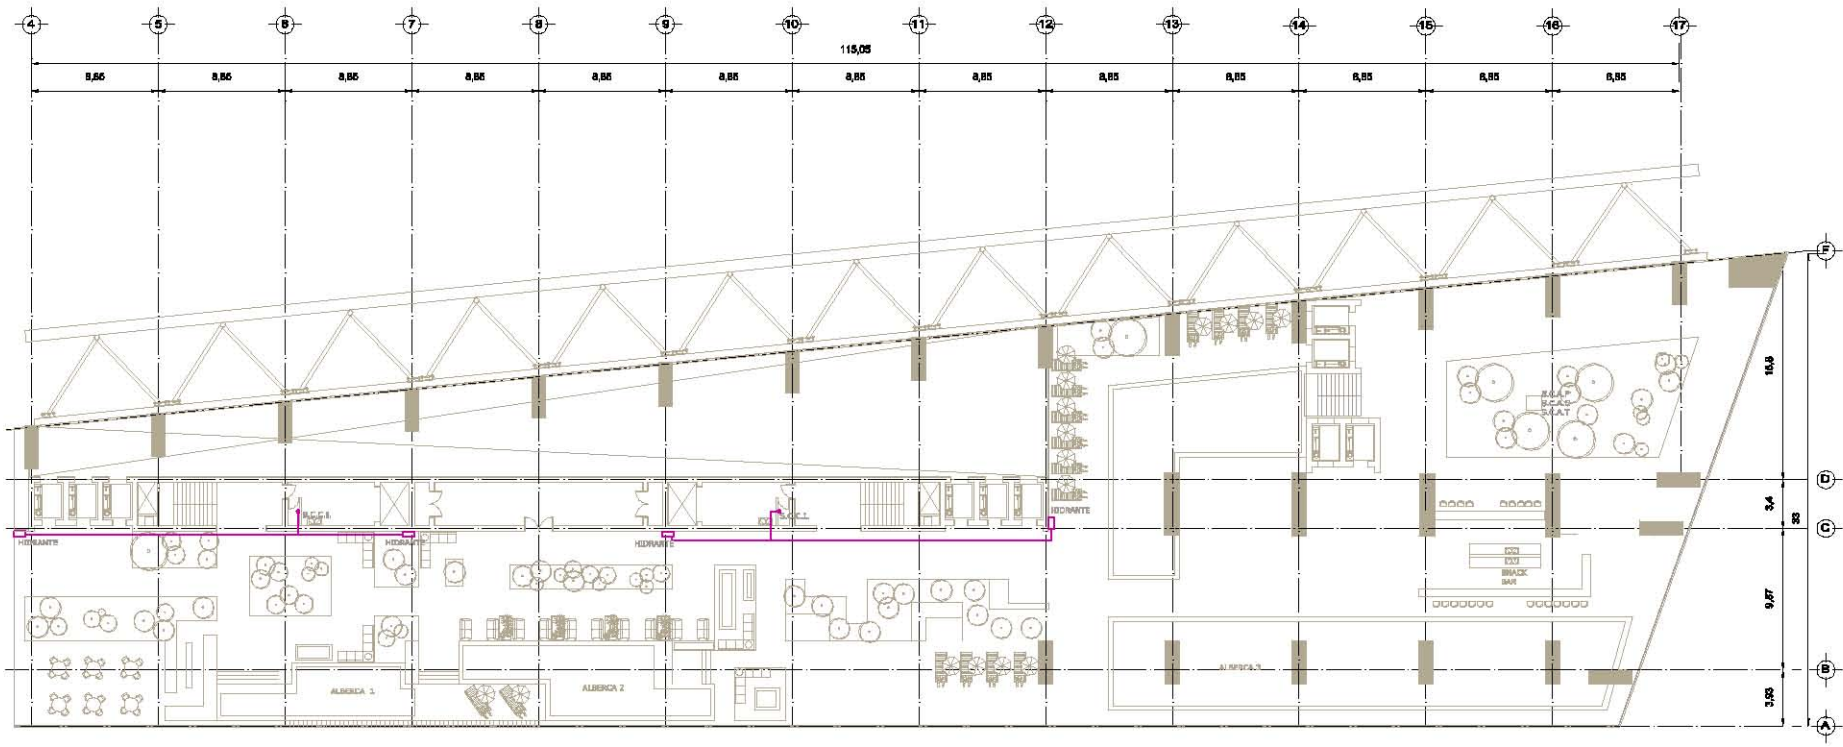 4 5 6 7 8 9 10 11 12 13 14 15 16 17
115,05
8,85 8,85 8,85 8,85 8,85 8,85 8,85 8,85 8,85 8,85 8,85 8,85 8,85
F
15,8
D
HIDRANTE
3,4
33
C
HIDRANTE
HIDRANTE
HIDRANTE
SNACK
BAR
9,87
ALBERCA 3
B
ALBERCA 1
ALBERCA 2
3,93
A